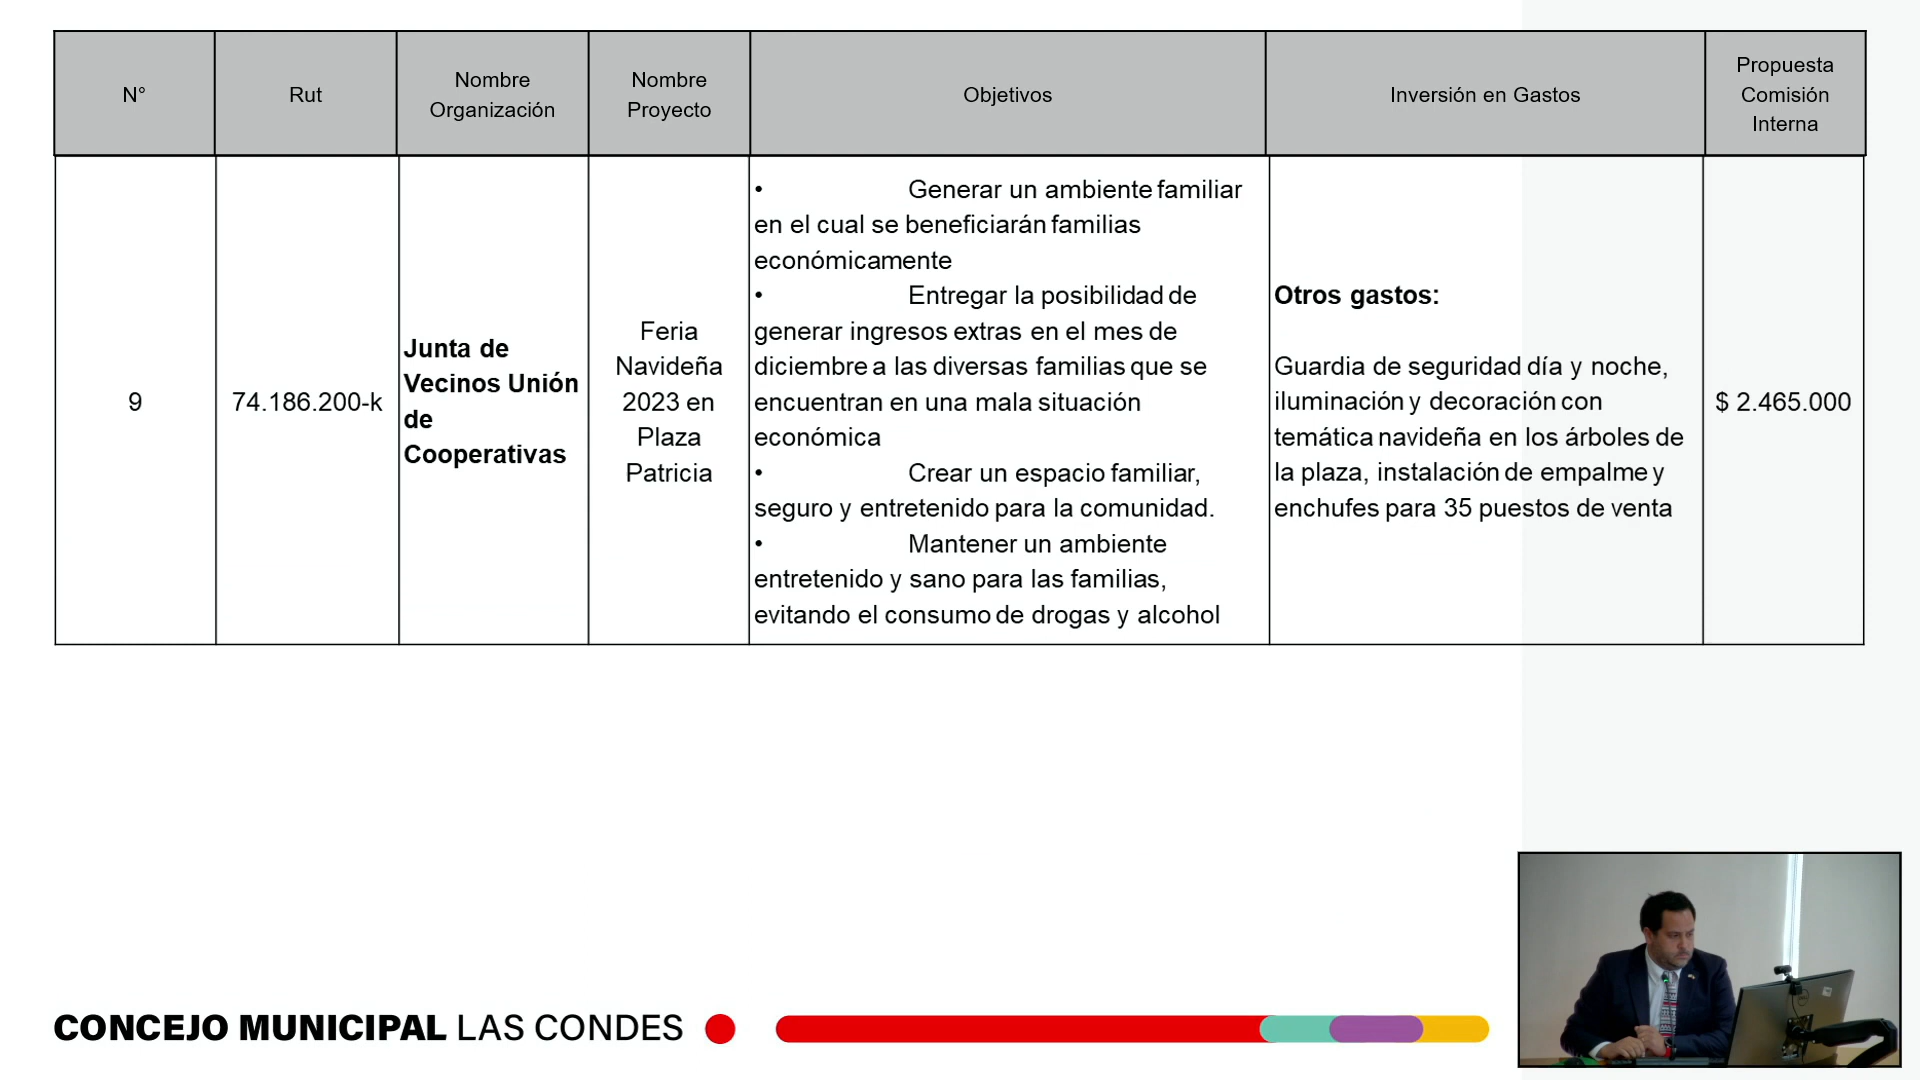 N°
Rut
Nombre
Organización
Nombre
Proyecto
Objetivos
Inversión en Gastos
Propuesta
Comisión
Interna
9
74.186.200-k
Junta de
Vecinos Unión
de
Cooperativas
Feria
Navideña
2023 en
Plaza
Patricia
• Generar un ambiente familiar
en el cual se beneficiarán familias
económicamente
• Entregar la posibilidad de
generar ingresos extras en el mes de
diciembre a las diversas familias que se
encuentran en una mala situación
económica
• Crear un espacio familiar,
seguro y entretenido para la comunidad.
• Mantener un ambiente
entretenido y sano para las familias,
evitando el consumo de drogas y alcohol
Otros gastos:
Guardia de seguridad día y noche,
iluminación y decoración con
temática navideña en los árboles de
la plaza, instalación de empalme y
enchufes para 35 puestos de venta
$ 2.465.000
CONCEJO MUNICIPAL LAS CONDES